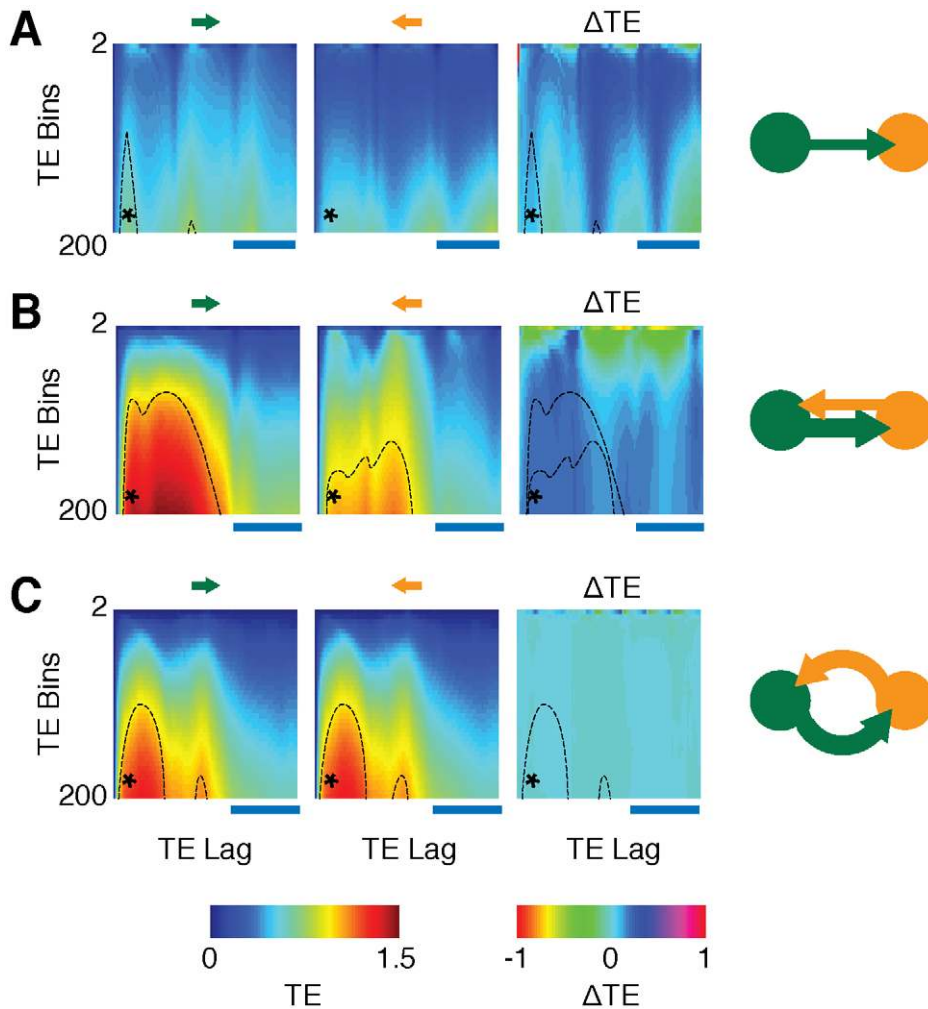 A
ΔTE
2
TE Bins
*
*
*
200
B
ΔTE
2
TE Bins
*
*
*
200
C
ΔTE
2
TE Bins
*
*
*
200
TE Lag TE Lag TE Lag
0 1.5 -1 0 1
TE ΔTE